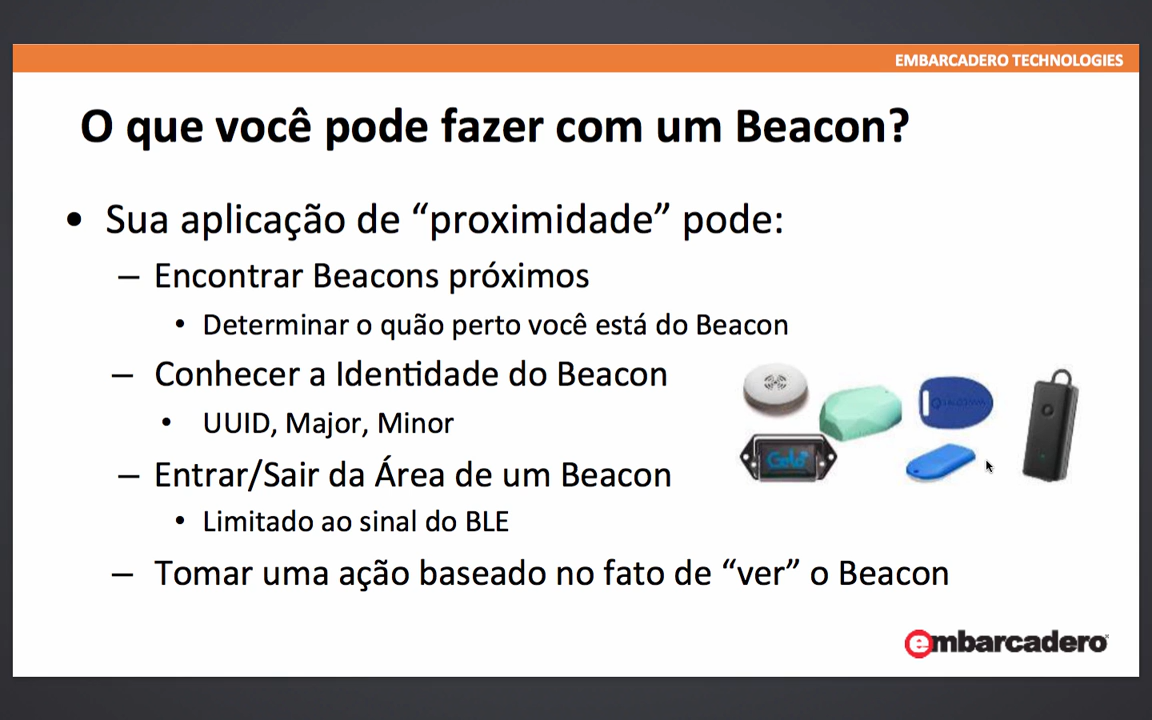 EMBARCADERO TECHNOLOGIES
O que você pode fazer com um Beacon?
• Sua aplicação de “proximidade” pode:
– Encontrar Beacons próximos
• Determinar o quão perto você está do Beacon
– Conhecer a Identidade do Beacon
• UUID, Major, Minor
– Entrar/Sair da Área de um Beacon
• Limitado ao sinal do BLE
– Tomar uma ação baseado no fato de “ver” o Beacon
QUALCOMM
Gelo
embarcadero